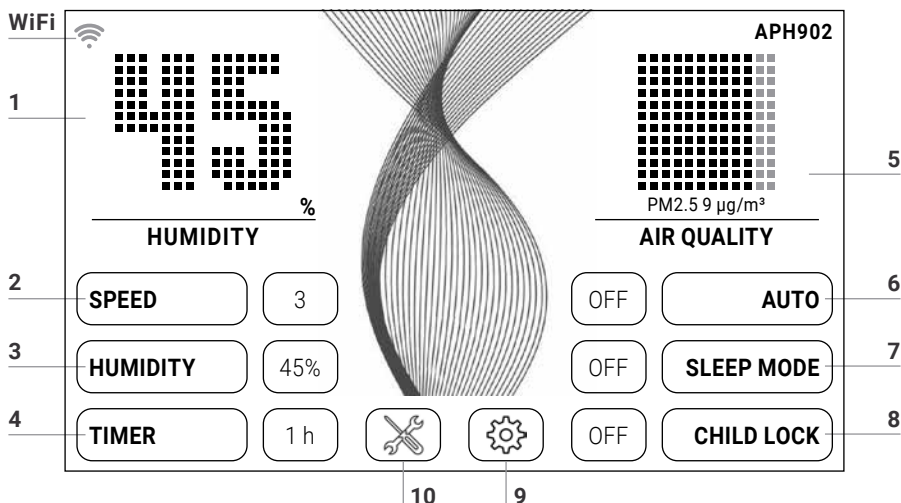 WiFi
APH902
1
45
5
%
PM2.5 9 µg/m³
HUMIDITY
AIR QUALITY
2
SPEED
3
OFF
AUTO
6
3
HUMIDITY
45%
OFF
SLEEP MODE
7
4
TIMER
1 h
OFF
CHILD LOCK
8
10
9